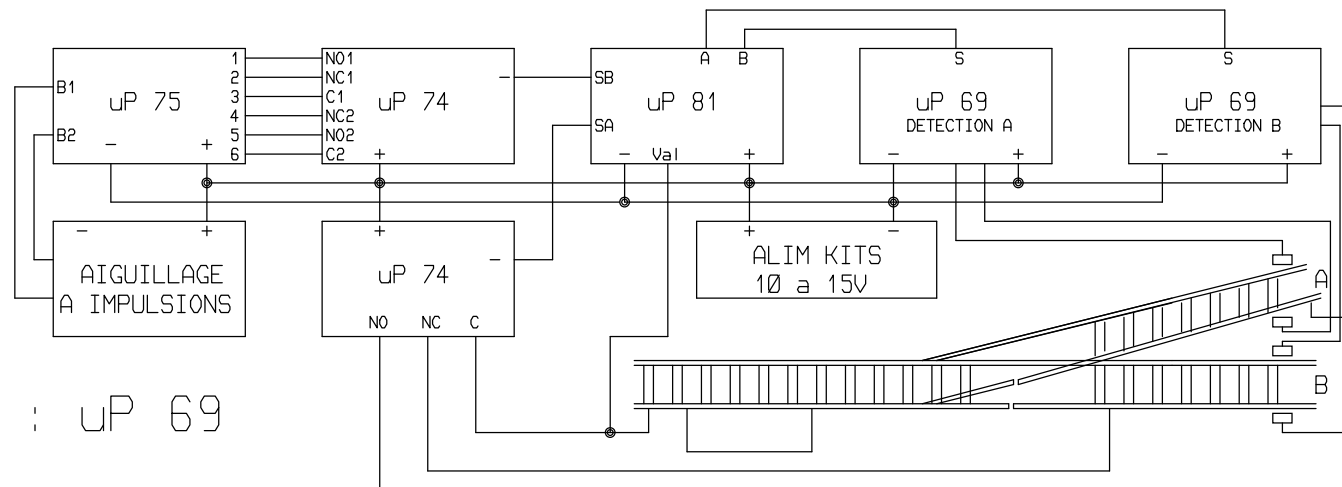 A B
S
S
B1
B2
uP 75
1
2
3
4
5
6
- +
NO1
NC1
C1
NC2
NO2
C2
uP 74
-
+
SB
SA
uP 81
- Val +
uP 69
DETECTION A
- +
uP 69
DETECTION B
- +
- +
AIGUILLAGE
A IMPULSIONS
+
-
uP 74
NO NC C
+ -
ALIM KITS
10 a 15V
A
B
: uP 69